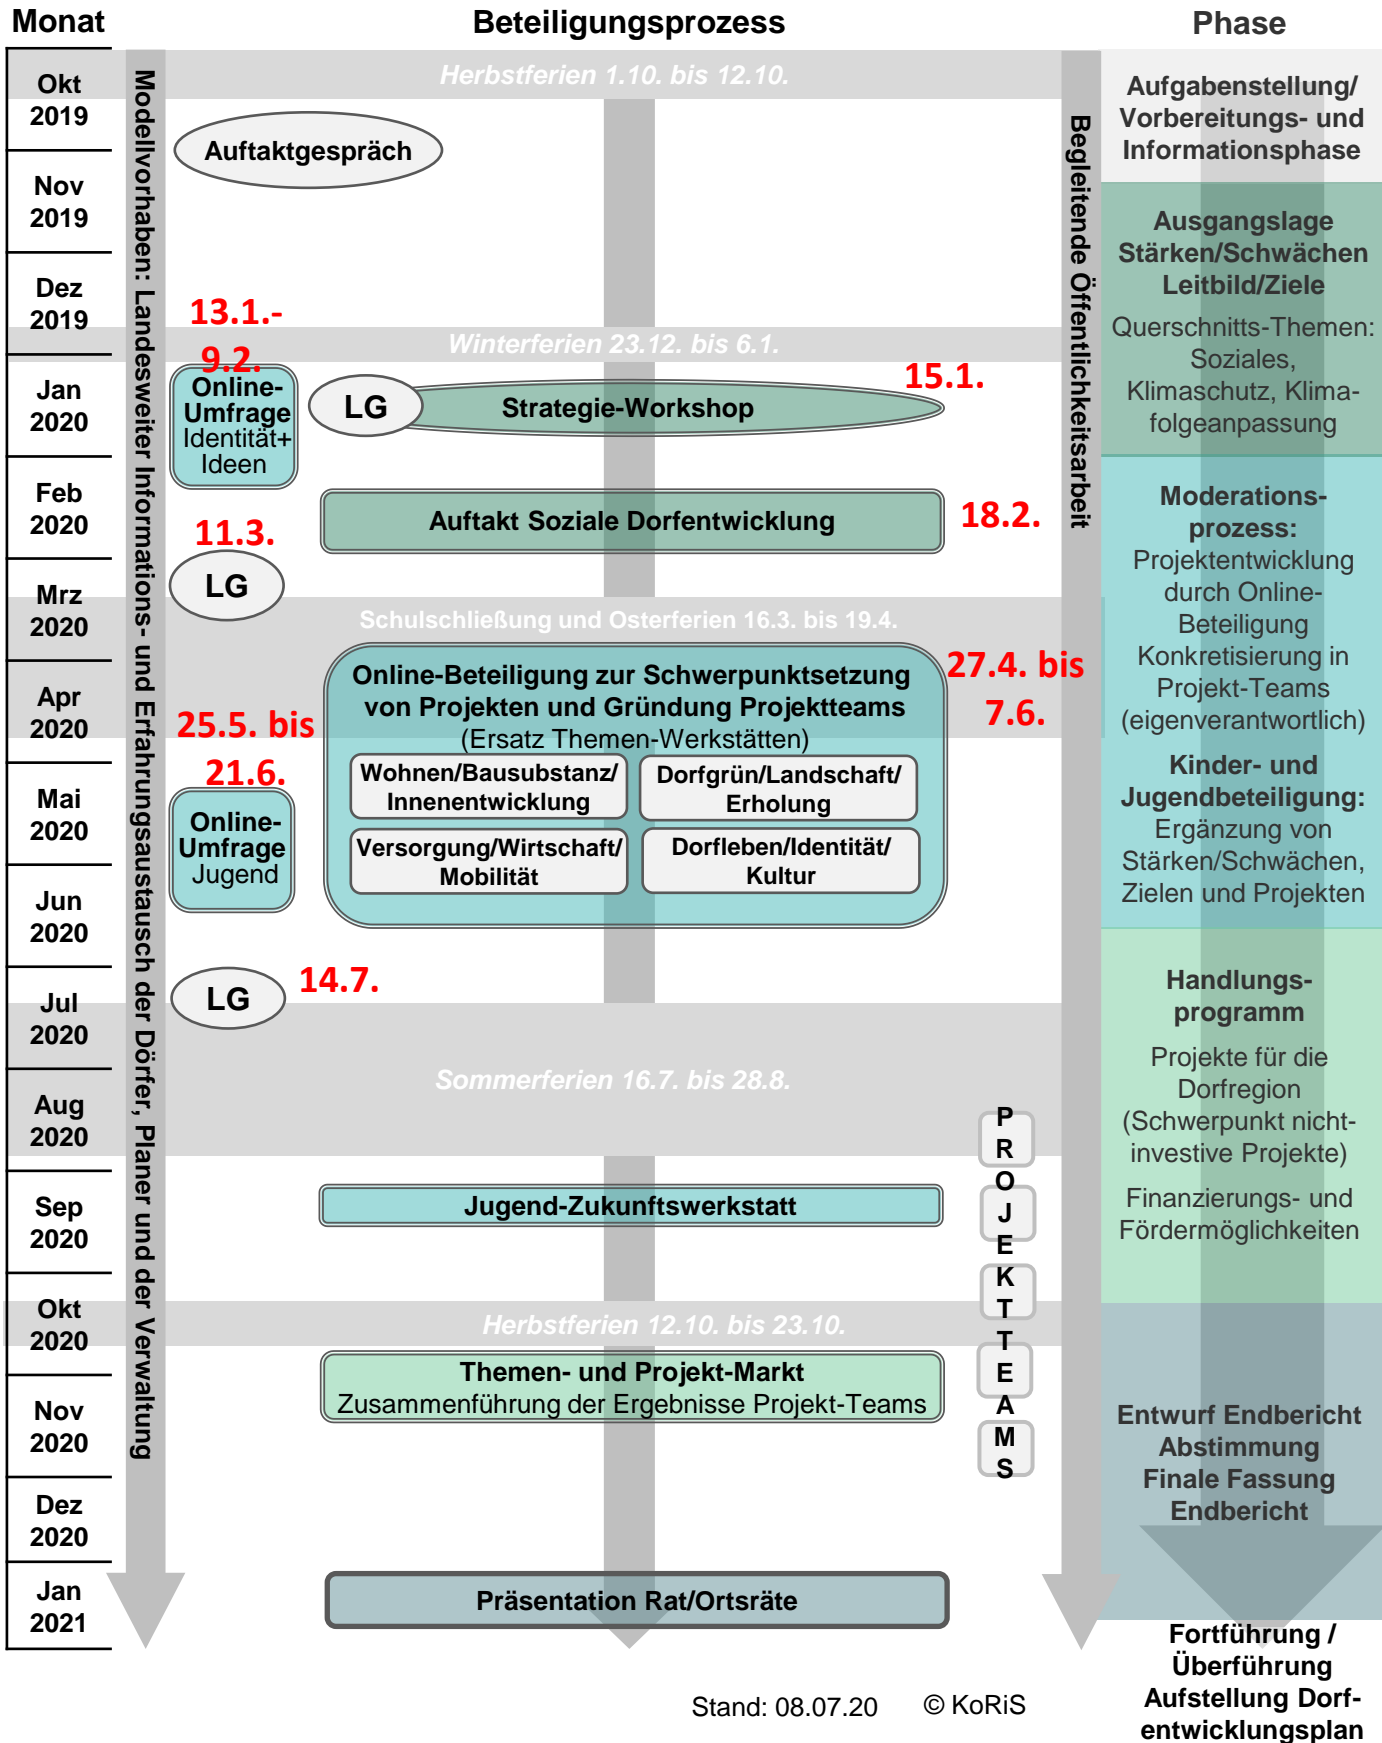 Monat
Beteiligungsprozess
Phase
Okt
2019
Nov
2019
Dez
2019
Jan
2020
Feb
2020
Mrz
2020
Apr
2020
Mai
2020
Jun
2020
Jul
2020
Aug
2020
Sep
2020
Okt
2020
Nov
2020
Dez
2020
Jan
2021
Modellvorhaben: Landesweiter Informations- und Erfahrungsaustausch der Dörfer, Planer und der Verwaltung
Herbstferien 1.10. bis 12.10.
Auftaktgespräch
13.1.-
9.2.
Winterferien 23.12. bis 6.1.
Online-
Umfrage
Identität+
Ideen
LG
Strategie-Workshop
15.1.
Auftakt Soziale Dorfentwicklung
18.2.
11.3.
LG
Schulschließung und Osterferien 16.3. bis 19.4.
Online-Beteiligung zur Schwerpunktsetzung
von Projekten und Gründung Projektteams
(Ersatz Themen-Werkstätten)
27.4. bis
7.6.
Wohnen/Bausubstanz/
Innenentwicklung
Dorfgrün/Landschaft/
Erholung
Versorgung/Wirtschaft/
Mobilität
Dorfleben/Identität/
Kultur
25.5. bis
21.6.
Online-
Umfrage
Jugend
LG
14.7.
Sommerferien 16.7. bis 28.8.
Jugend-Zukunftswerkstatt
Herbstferien 12.10. bis 23.10.
Themen- und Projekt-Markt
Zusammenführung der Ergebnisse Projekt-Teams
Präsentation Rat/Ortsräte
P
R
O
J
E
K
T
T
E
A
M
S
Begleitende Öffentlichkeitsarbeit
Aufgabenstellung/
Vorbereitungs- und
Informationsphase
Ausgangslage
Stärken/Schwächen
Leitbild/Ziele
Querschnitts-Themen:
Soziales,
Klimaschutz, Klima-
folgeanpassung
Moderations-
prozess:
Projektentwicklung
durch Online-
Beteiligung
Konkretisierung in
Projekt-Teams
(eigenverantwortlich)
Kinder- und
Jugendbeteiligung:
Ergänzung von
Stärken/Schwächen,
Zielen und Projekten
Handlungs-
programm
Projekte für die
Dorfregion
(Schwerpunkt nicht-
investive Projekte)
Finanzierungs- und
Fördermöglichkeiten
Entwurf Endbericht
Abstimmung
Finale Fassung
Endbericht
Fortführung /
Überführung
Aufstellung Dorf-
entwicklungsplan
Stand: 08.07.20
© KoRiS